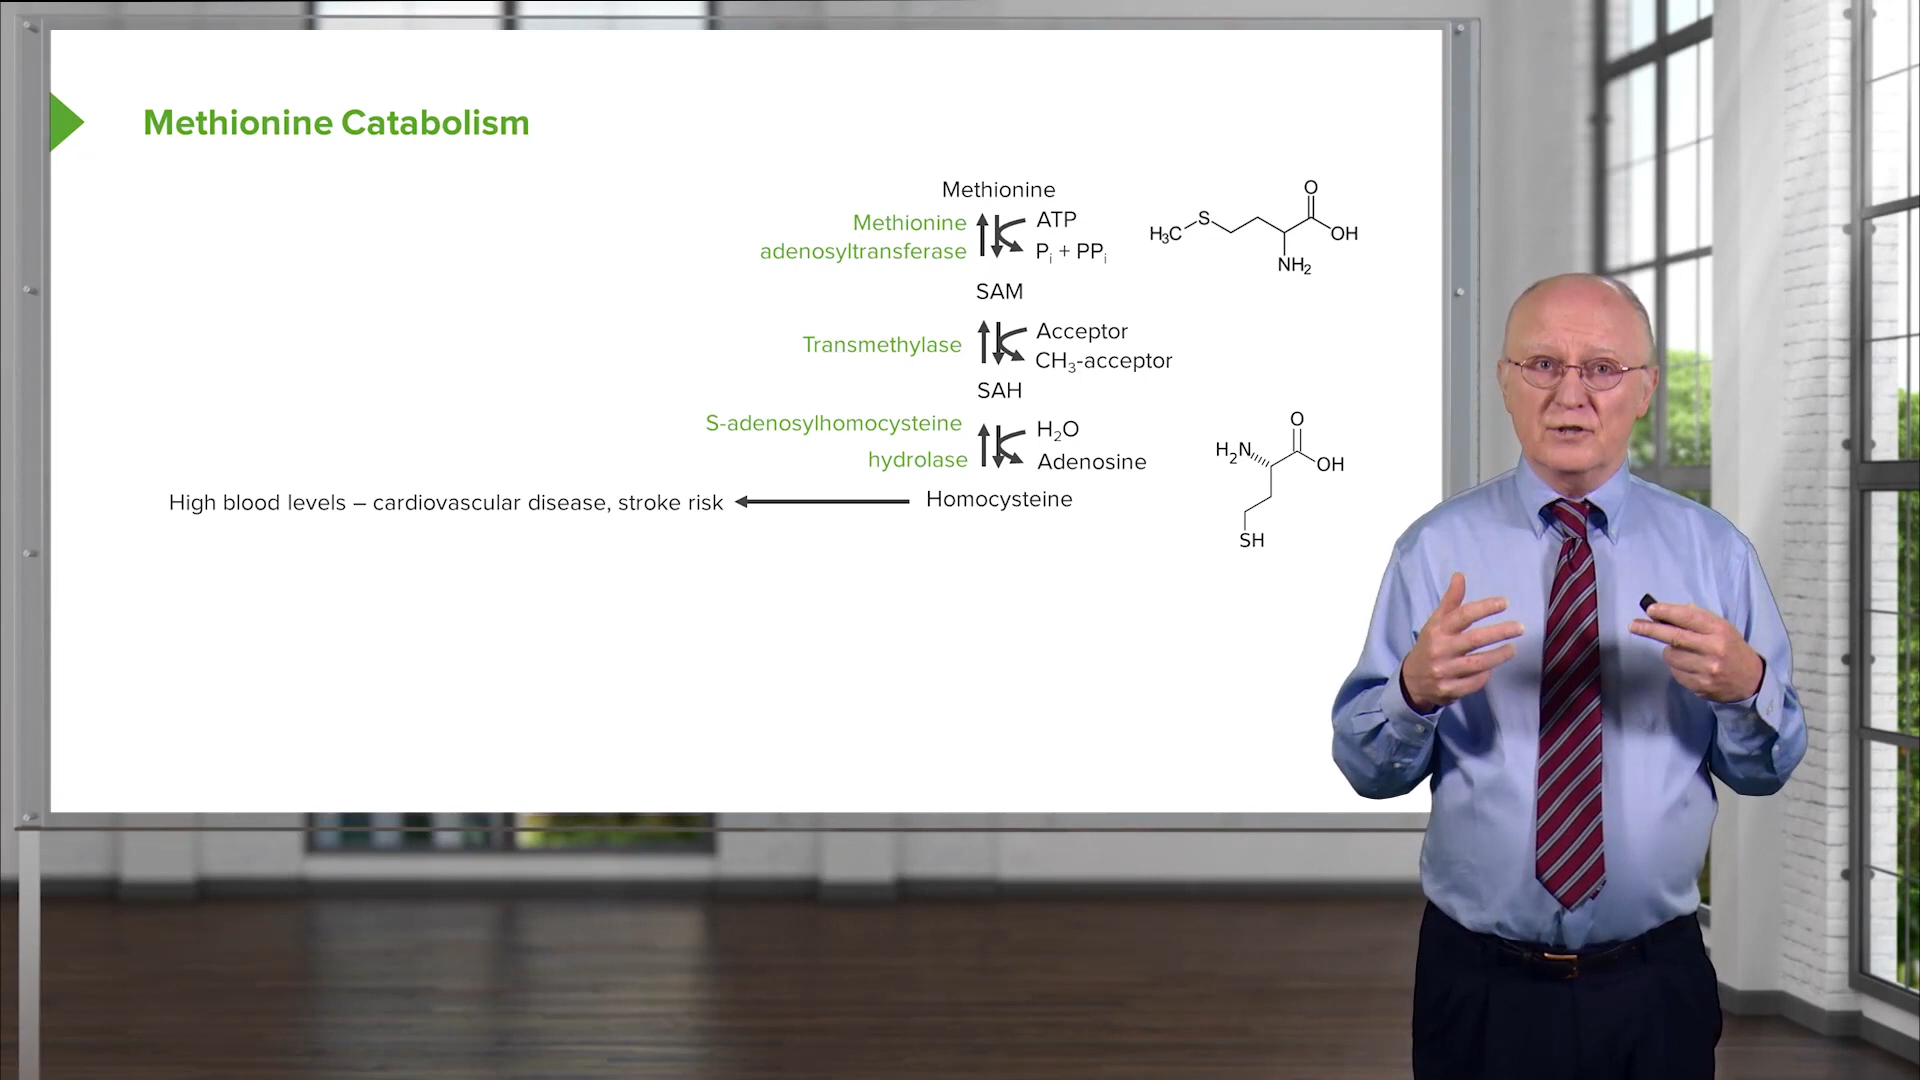 Methionine Catabolism
Methionine
Methionine
adenosyltransferase
ATP
Pi + PPi
SAM
Transmethylase
Acceptor
CH3-acceptor
SAH
S-adenosylhomocysteine
hydrolase
H2O
Adenosine
High blood levels – cardiovascular disease, stroke risk
Homocysteine
O
H3C
S
OH
NH2
O
H2N
OH
SH